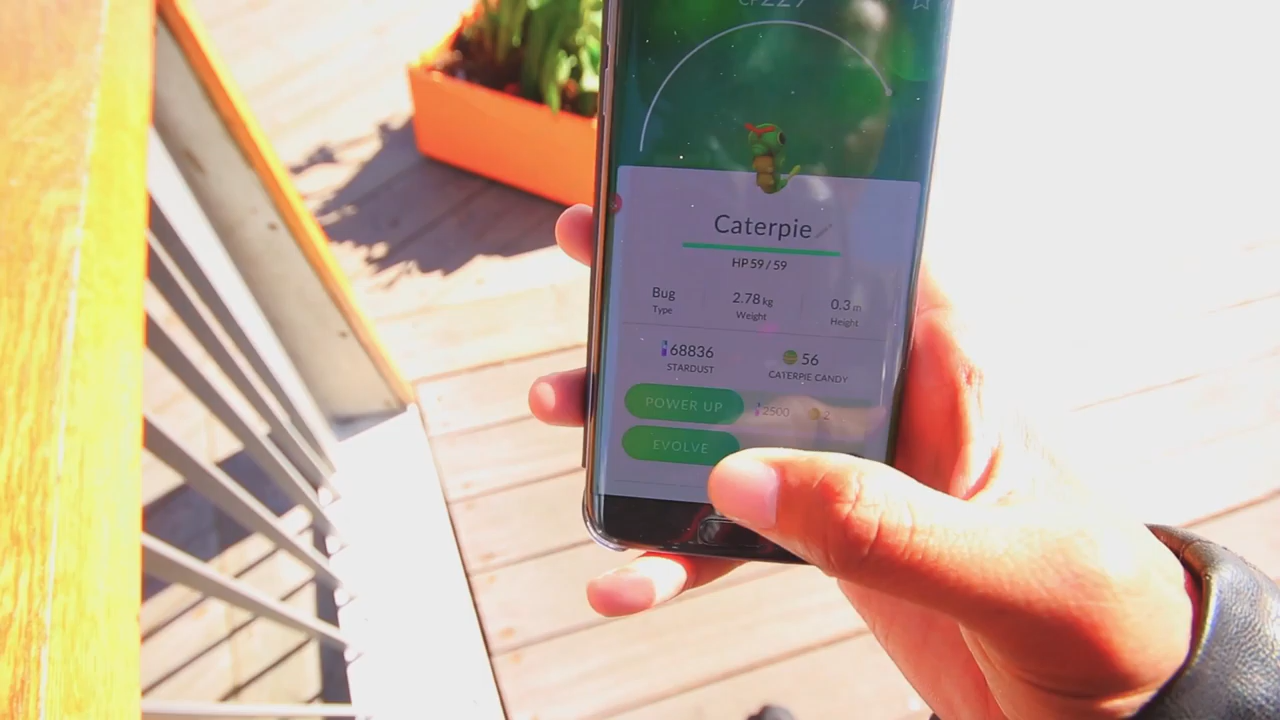 CP227
Caterpie
HP 59 / 59
Bug
Type
2.78 kg
Weight
0.3 m
Height
68836
STARDUST
56
CATERPIE CANDY
POWER UP
2500
2
EVOLVE